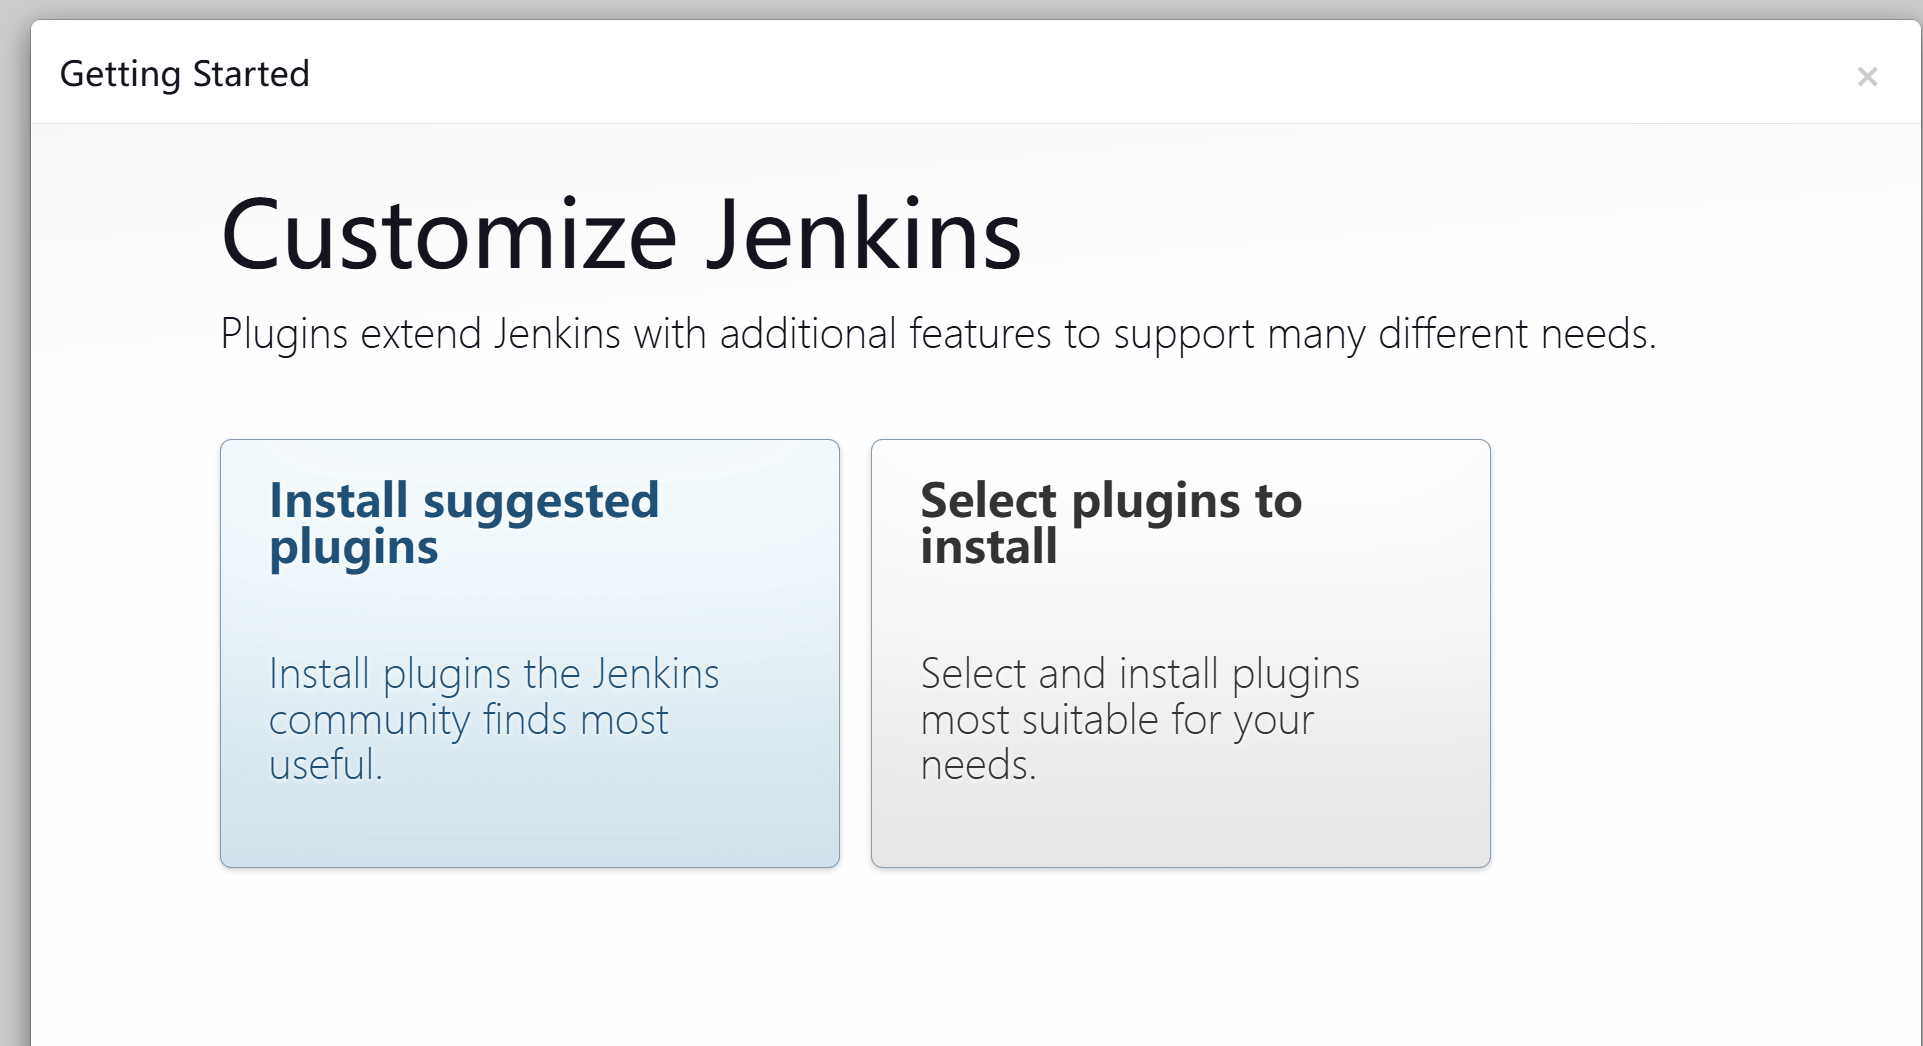 Getting Started
×
Customize Jenkins
Plugins extend Jenkins with additional features to support many different needs.
Install suggested
plugins
Install plugins the Jenkins
community finds most
useful.
Select plugins to
install
Select and install plugins
most suitable for your
needs.